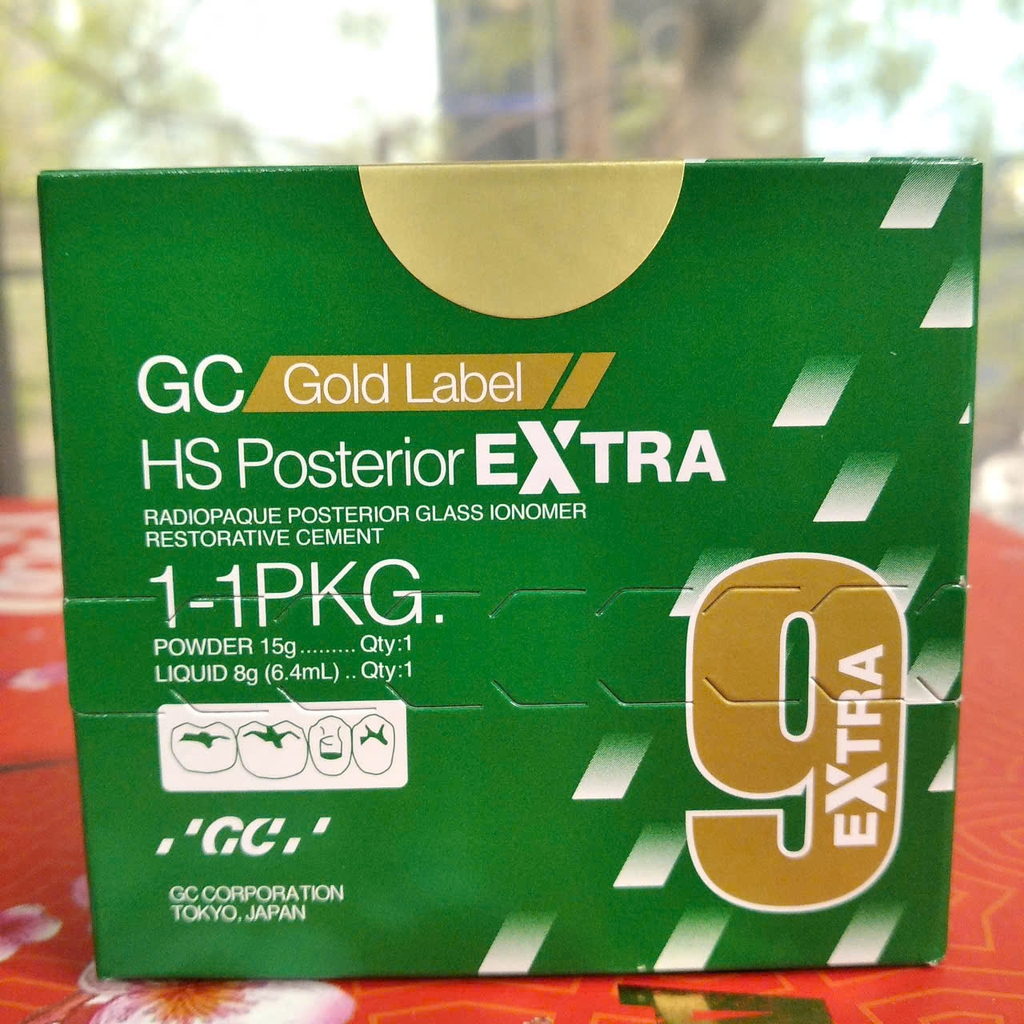 GC Gold Label
HS Posterior EXTRA
RADIOPAQUE POSTERIOR GLASS IONOMER
RESTORATIVE CEMENT
1-1PKG.
POWDER 15g......... Qty:1
LIQUID 8g (6.4mL) .. Qty:1
9
EXTRA
GC
GC CORPORATION
TOKYO, JAPAN